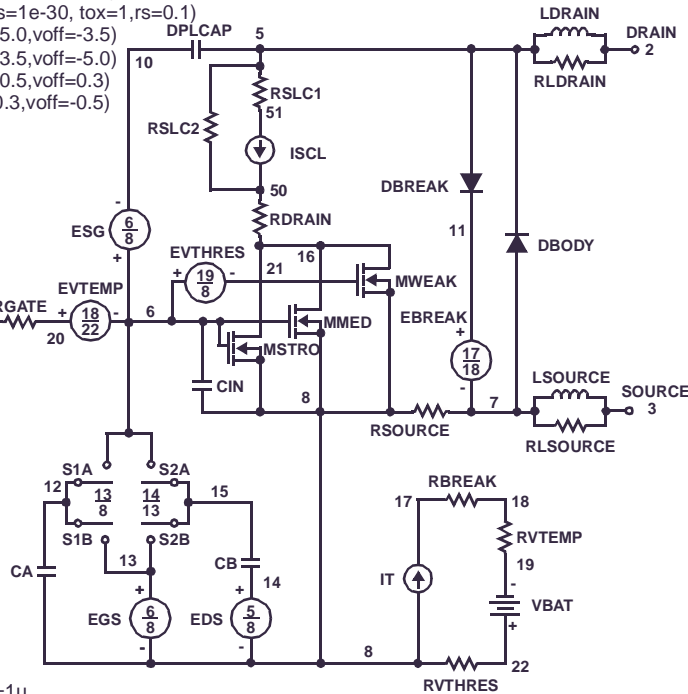 s=1e-30, tox=1,rs=0.1)
5.0,voff=-3.5)
3.5,voff=-5.0)
0.5,voff=0.3)
0.3,voff=-0.5)
DPLCAP
5
10
LDRAIN
DRAIN
2
RLDRAIN
RSLC1
51
RSLC2
ISCL
50
RDRAIN
DBREAK
11
DBODY
ESG
6
8
-
+
EVTHRES
+
19
8
-
16
21
MWEAK
EVTEMP
RGATE
+
18
22
-
20
6
MMED
MSTRO
EBREAK
+
17
18
-
CIN
8
LSOURCE
SOURCE
7
3
RSOURCE
RLSOURCE
S1A
S2A
12
13
8
14
13
15
S1B
S2B
13
CA
CB
14
+
+
EGS
6
8
EDS
5
8
-
-
RBREAK
17
18
RVTEMP
19
IT
-
VBAT
+
8
22
RVTHRES